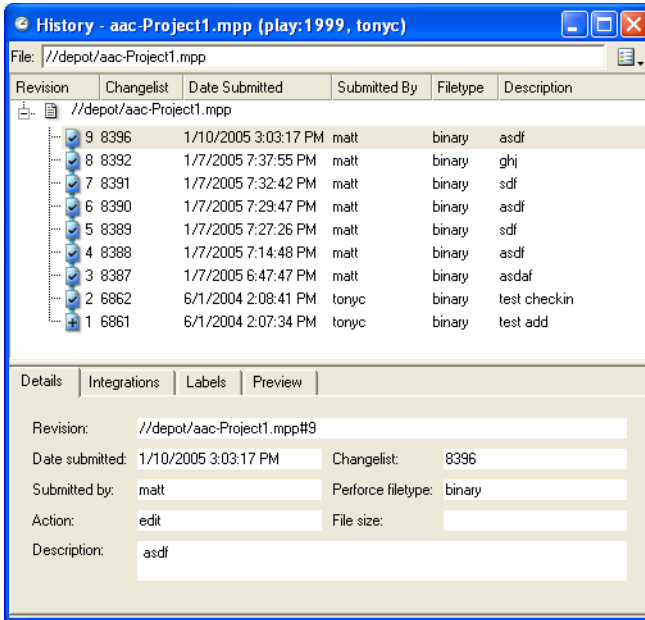 History - aac-Project1.mpp (play:1999, tonyc)
File: //depot/aac-Project1.mpp
Revision Changelist Date Submitted Submitted By Filetype Description
//depot/aac-Project1.mpp
9 8396 1/10/2005 3:03:17 PM matt binary asdf
8 8392 1/7/2005 7:37:55 PM matt binary ghj
7 8391 1/7/2005 7:32:42 PM matt binary sdf
6 8390 1/7/2005 7:29:47 PM matt binary asdf
5 8389 1/7/2005 7:27:26 PM matt binary sdf
4 8388 1/7/2005 7:14:48 PM matt binary asdf
3 8387 1/7/2005 6:47:47 PM matt binary asdaf
2 6862 6/1/2004 2:08:41 PM tonyc binary test checkin
1 6861 6/1/2004 2:07:34 PM tonyc binary test add
Details Integrations Labels Preview
Revision: //depot/aac-Project1.mpp#9
Date submitted: 1/10/2005 3:03:17 PM Changelist: 8396
Submitted by: matt Perforce filetype: binary
Action: edit File size:
Description: asdf